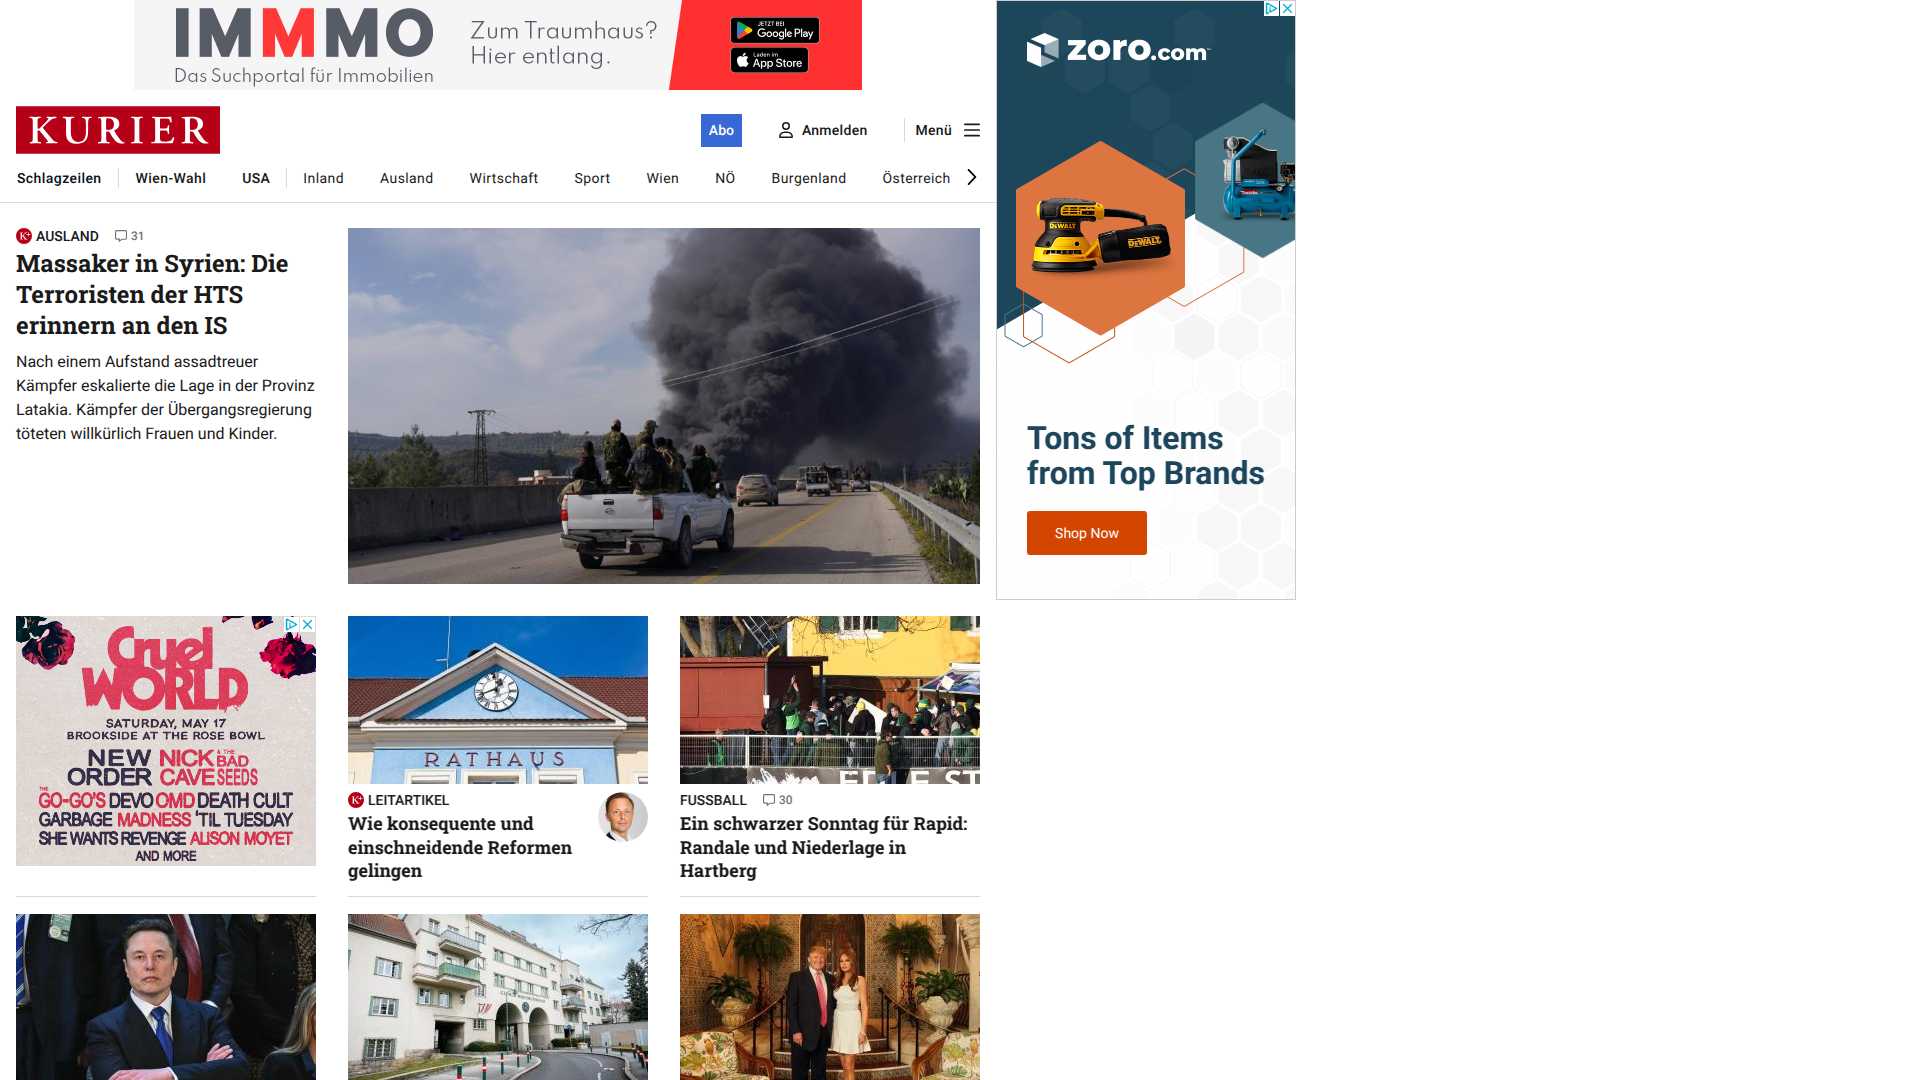 IMMMO
Das Suchportal für Immobilien
Zum Traumhaus?
Hier entlang.
JETZT BEI
Google Play
Laden im
App Store
KURIER
Abo
Anmelden
Menü
Schlagzeilen
Wien-Wahl
USA
Inland
Ausland
Wirtschaft
Sport
Wien
NÖ
Burgenland
Österreich
K+ AUSLAND 31
Massaker in Syrien: Die
Terroristen der HTS
erinnern an den IS
Nach einem Aufstand assadtreuer
Kämpfer eskalierte die Lage in der Provinz
Latakia. Kämpfer der Übergangsregierung
töteten willkürlich Frauen und Kinder.
zoro.com
DEWALT
DEWALT
Tons of Items
from Top Brands
Shop Now
Cruel
WORLD
SATURDAY, MAY 17
BROOKSIDE AT THE ROSE BOWL
NEW ORDER
NICK CAVE & THE BAD SEEDS
THE GO-GO'S DEVO OMD DEATH CULT
GARBAGE MADNESS 'TIL TUESDAY
SHE WANTS REVENGE ALISON MOYET
AND MORE
RATHAUS
K+ LEITARTIKEL
Wie konsequente und
einschneidende Reformen
gelingen
FUSSBALL 30
Ein schwarzer Sonntag für Rapid:
Randale und Niederlage in
Hartberg